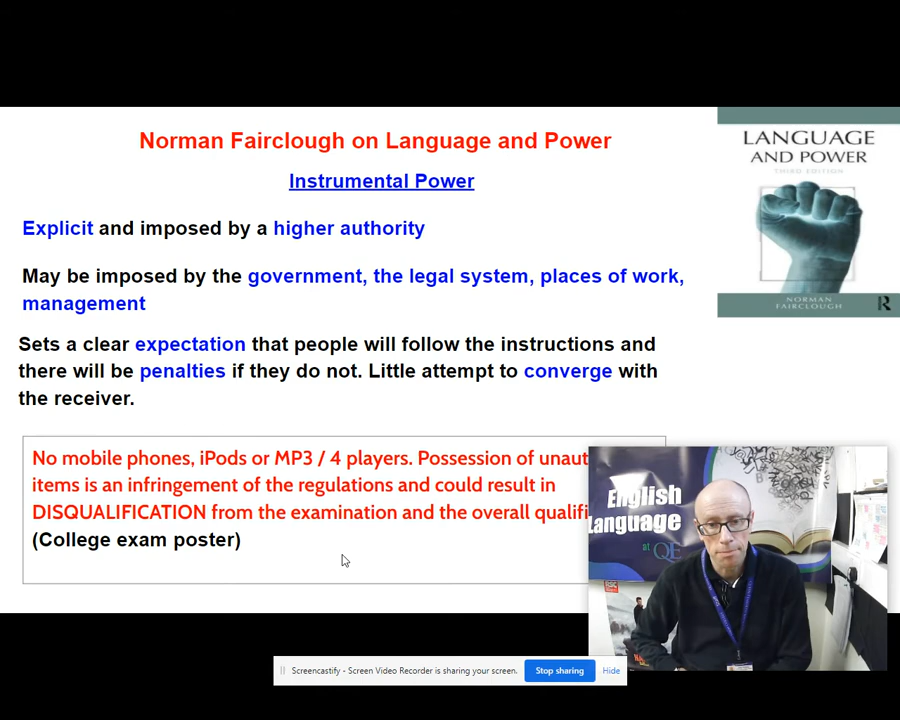 Norman Fairclough on Language and Power
Instrumental Power
Explicit and imposed by a higher authority
May be imposed by the government, the legal system, places of work,
management
Sets a clear expectation that people will follow the instructions and
there will be penalties if they do not. Little attempt to converge with
the receiver.
No mobile phones, iPods or MP3 / 4 players. Possession of unaut
items is an infringement of the regulations and could result in
DISQUALIFICATION from the examination and the overall qualifi
(College exam poster)
LANGUAGE
AND POWER
THIRD EDITION
NORMAN
FAIRCLOUGH
R
English
Language
at QE
RSC
Screencastify - Screen Video Recorder is sharing your screen.
Stop sharing
Hide